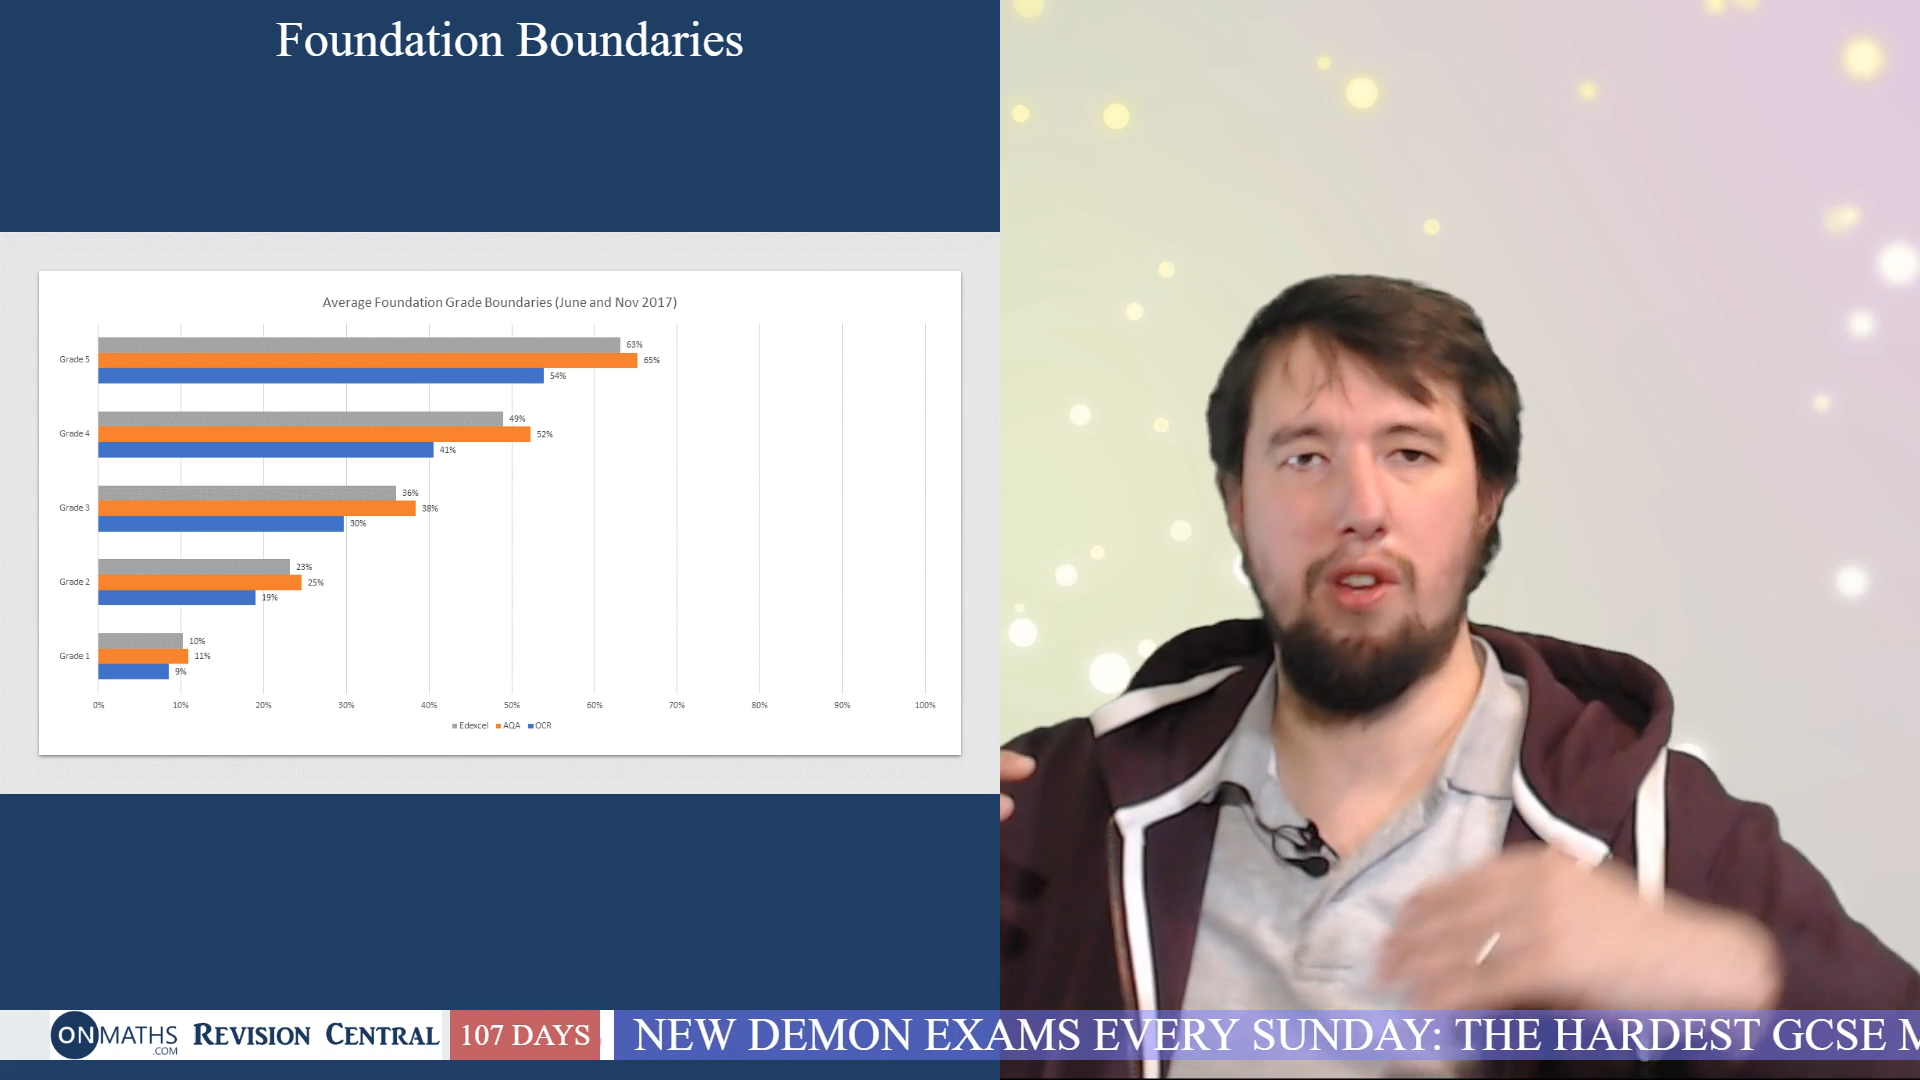 Foundation Boundaries
Average Foundation Grade Boundaries (June and Nov 2017)
Grade 5
63%
65%
54%
Grade 4
49%
52%
41%
Grade 3
36%
38%
30%
Grade 2
23%
25%
19%
Grade 1
10%
11%
9%
0% 10% 20% 30% 40% 50% 60% 70% 80% 90% 100%
Edexcel AQA OCR
ONMATHS.COM REVISION CENTRAL 107 DAYS NEW DEMON EXAMS EVERY SUNDAY: THE HARDEST GCSE